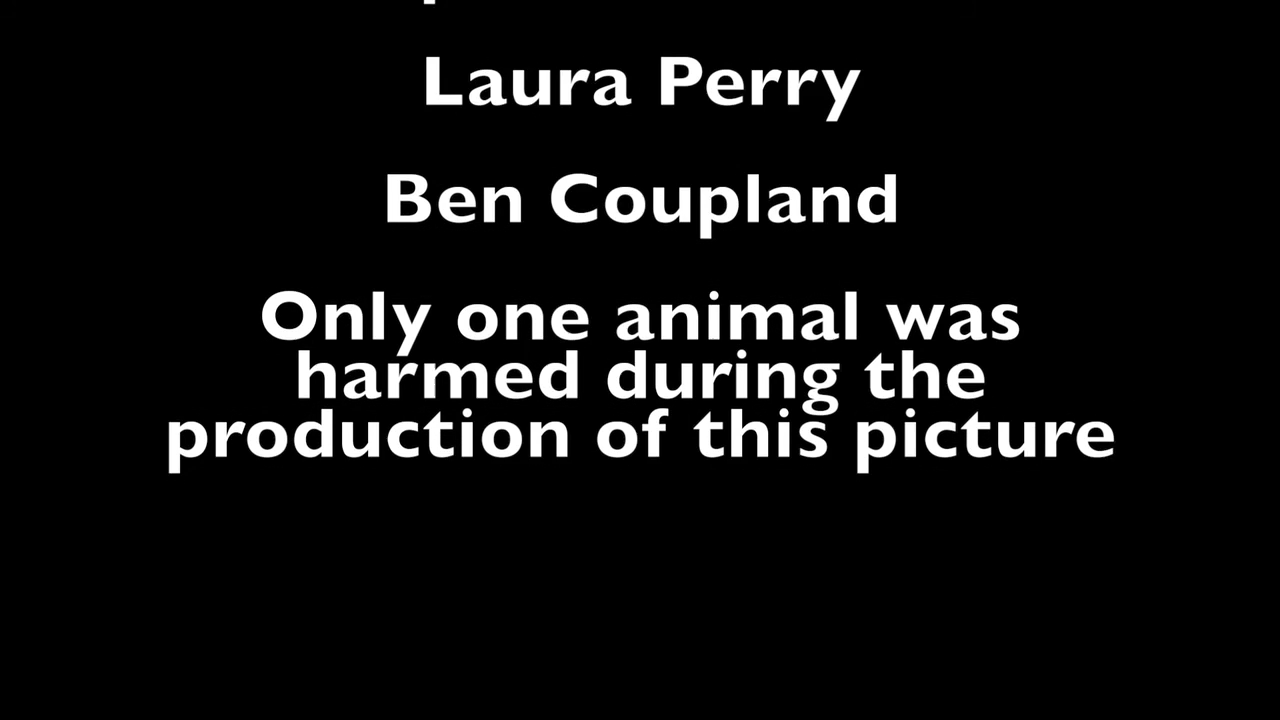 Laura Perry
Ben Coupland
Only one animal was
harmed during the
production of this picture